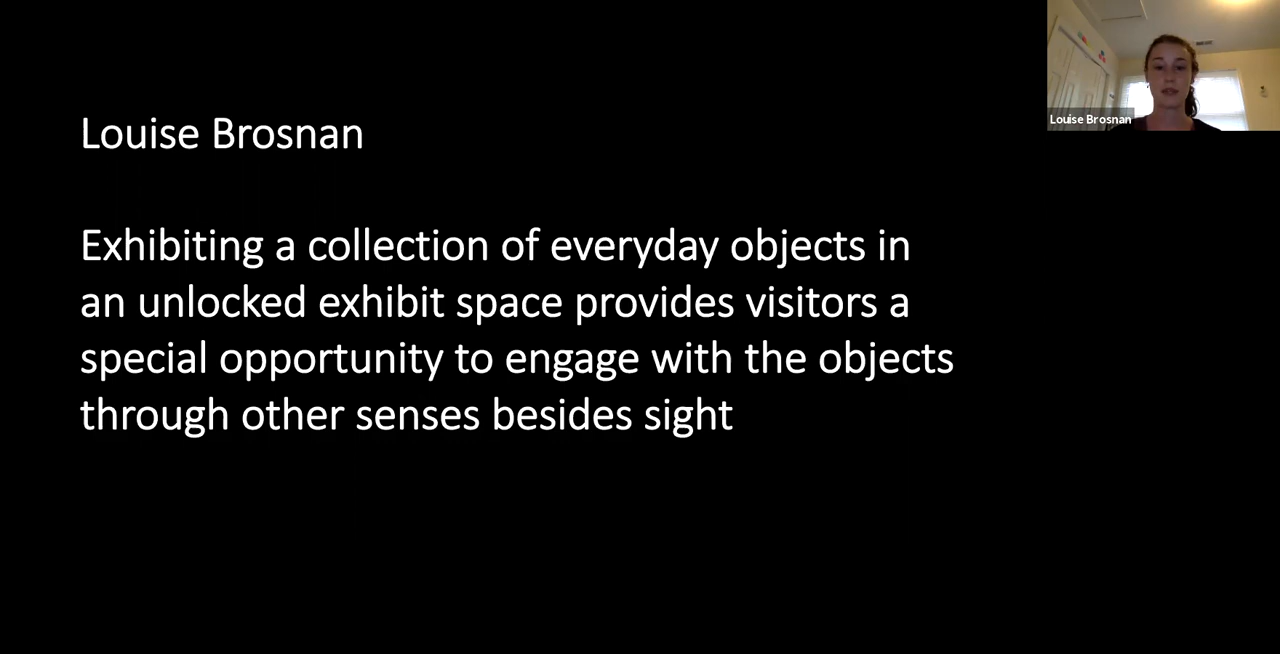 Louise Brosnan
Louise Brosnan
Exhibiting a collection of everyday objects in
an unlocked exhibit space provides visitors a
special opportunity to engage with the objects
through other senses besides sight